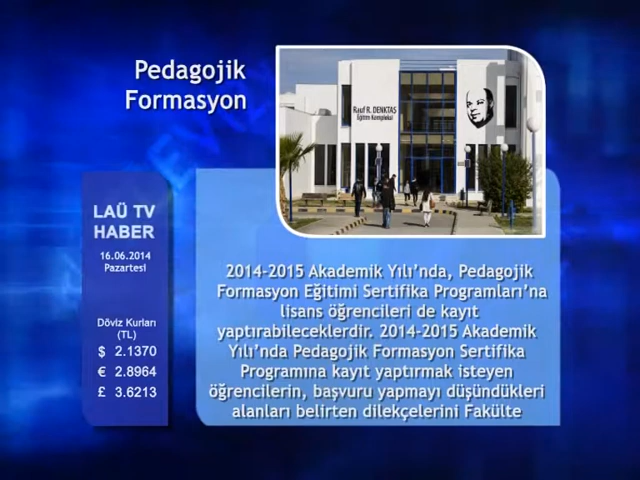 Pedagojik
Formasyon
Rauf R. DENKTAŞ
Eğitim Kompleksi
LAÜ TV
HABER
16.06.2014
Pazartesi
Döviz Kurları
(TL)
$ 2.1370
€ 2.8964
£ 3.6213
2014-2015 Akademik Yılı’nda, Pedagojik
Formasyon Eğitimi Sertifika Programları’na
lisans öğrencileri de kayıt
yaptırabileceklerdir. 2014-2015 Akademik
Yılı’nda Pedagojik Formasyon Sertifika
Programına kayıt yaptırmak isteyen
öğrencilerin, başvuru yapmayı düşündükleri
alanları belirten dilekçelerini Fakülte